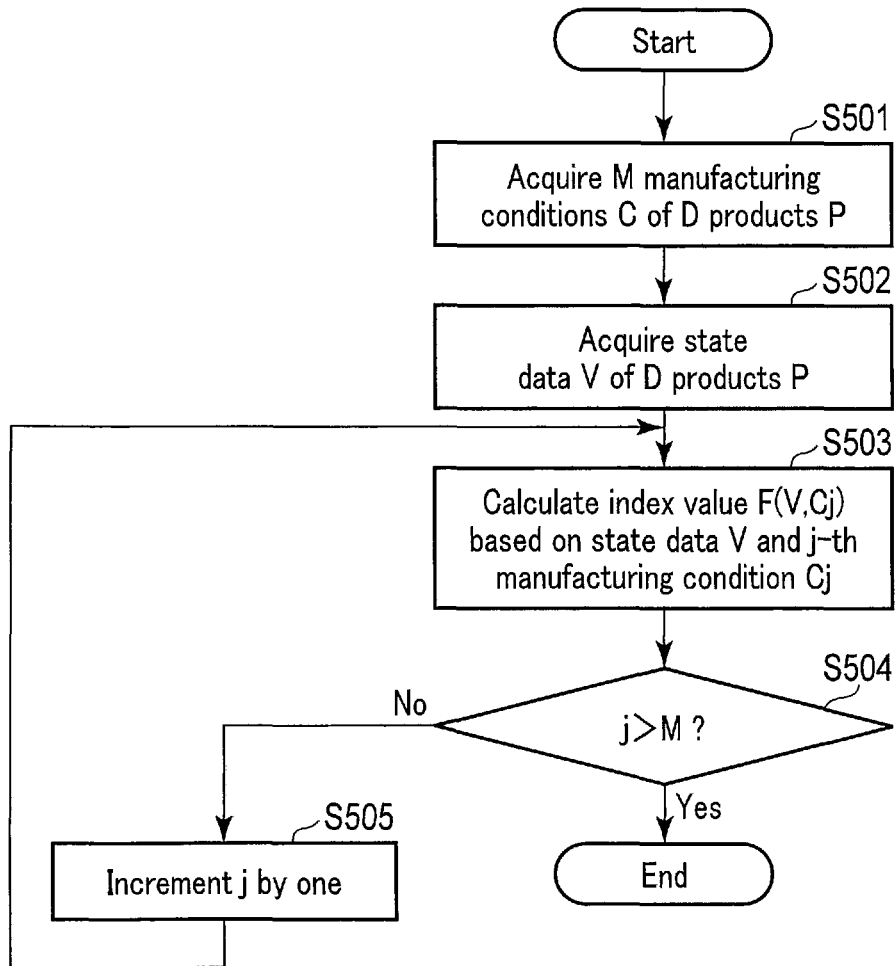 Start
S501
Acquire M manufacturing
conditions C of D products P
S502
Acquire state
data V of D products P
S503
Calculate index value F(V,Cj)
based on state data V and j-th
manufacturing condition Cj
S504
No
j>M ?
Yes
S505
Increment j by one
End